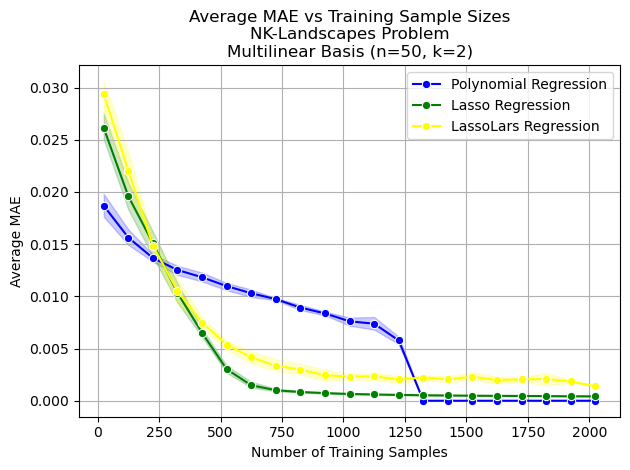 Average MAE vs Training Sample Sizes
NK-Landscapes Problem
Multilinear Basis (n=50, k=2)
Polynomial Regression
Lasso Regression
LassoLars Regression
Average MAE
0.030
0.025
0.020
0.015
0.010
0.005
0.000
0 250 500 750 1000 1250 1500 1750 2000
Number of Training Samples